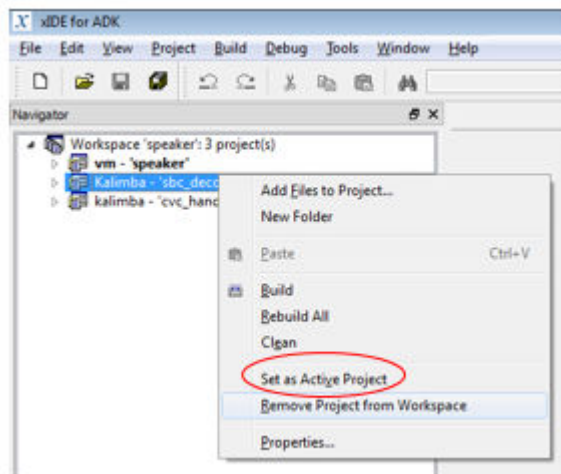 xIDE for ADK
File Edit View Project Build Debug Tools Window Help
Navigator
Workspace 'speaker': 3 project(s)
vm - 'speaker'
Kalimba - 'sbc_deco
kalimba - 'cvc_hand
Add Files to Project...
New Folder
Paste Ctrl+V
Build
Rebuild All
Clean
Set as Active Project
Remove Project from Workspace
Properties...